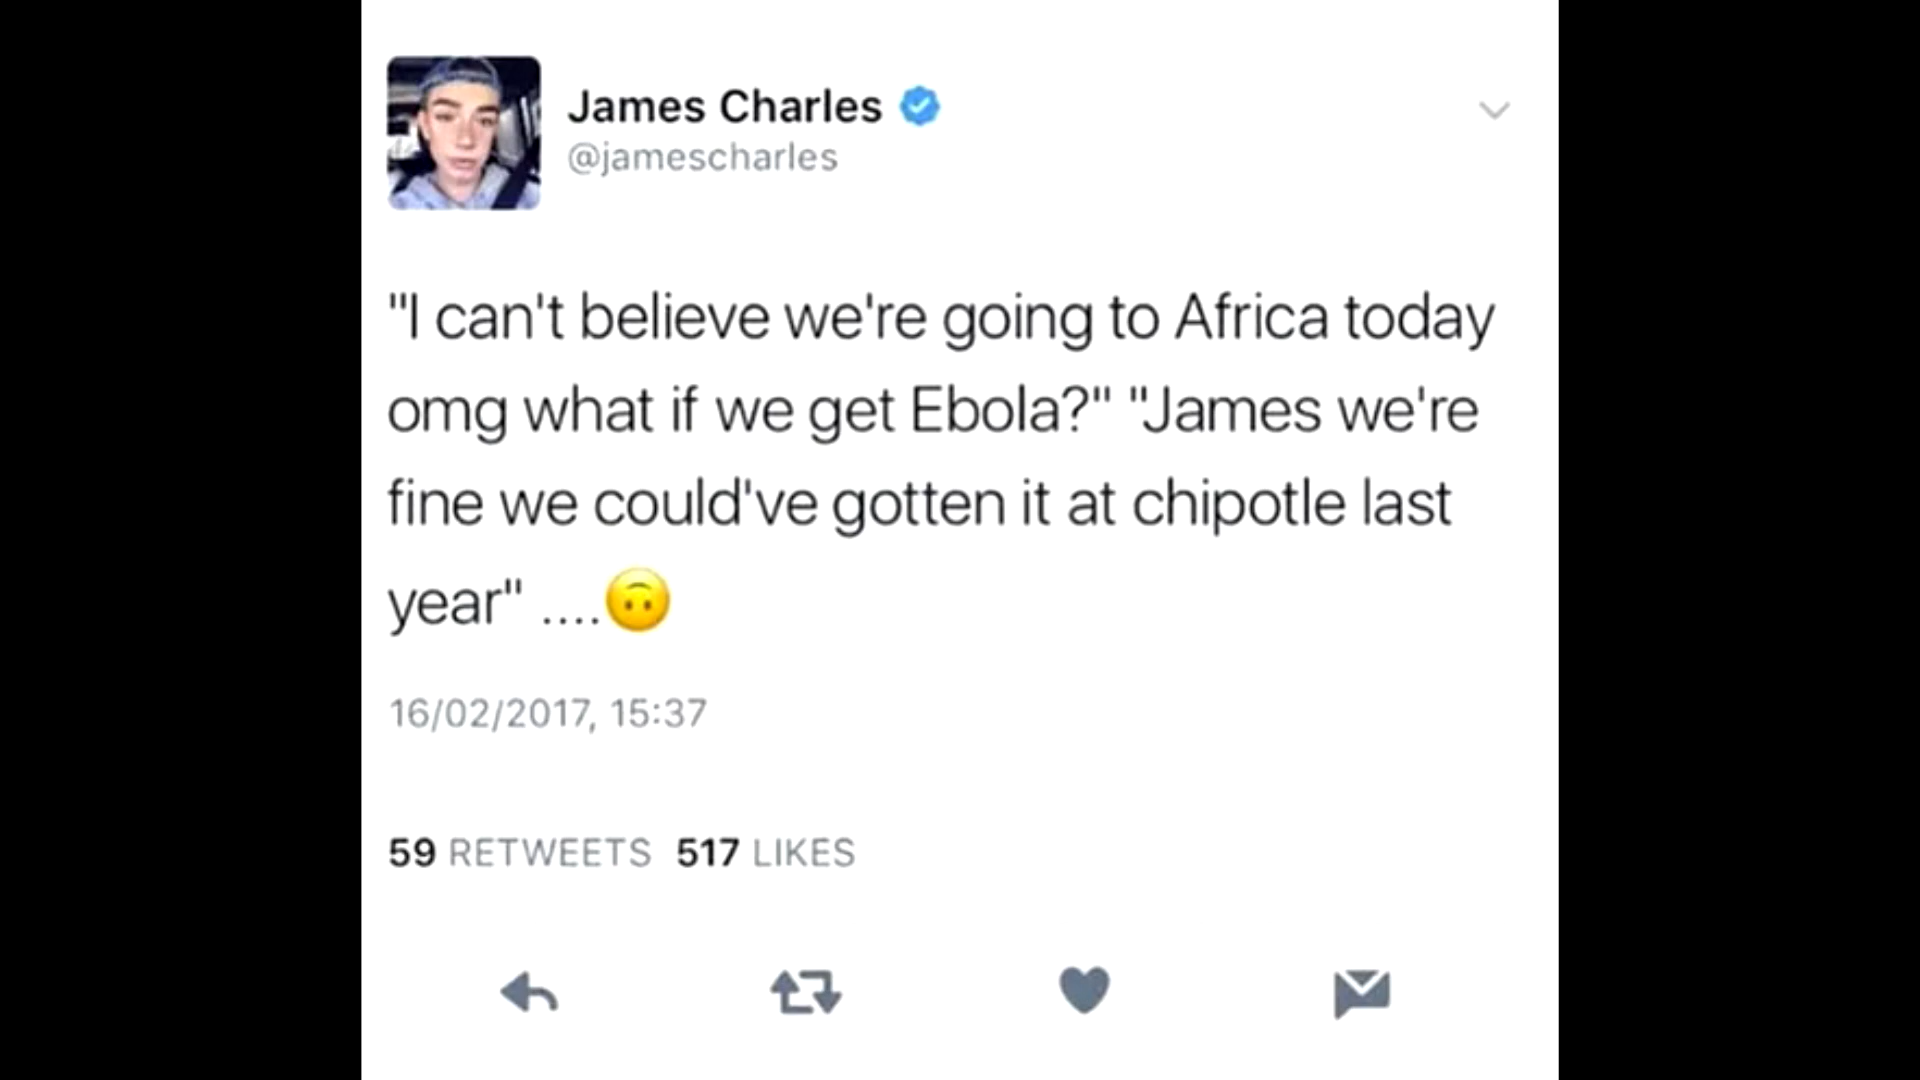 James Charles
@jamescharles
"I can't believe we're going to Africa today
omg what if we get Ebola?" "James we're
fine we could've gotten it at chipotle last
year" ....🙃
16/02/2017, 15:37
59 RETWEETS 517 LIKES